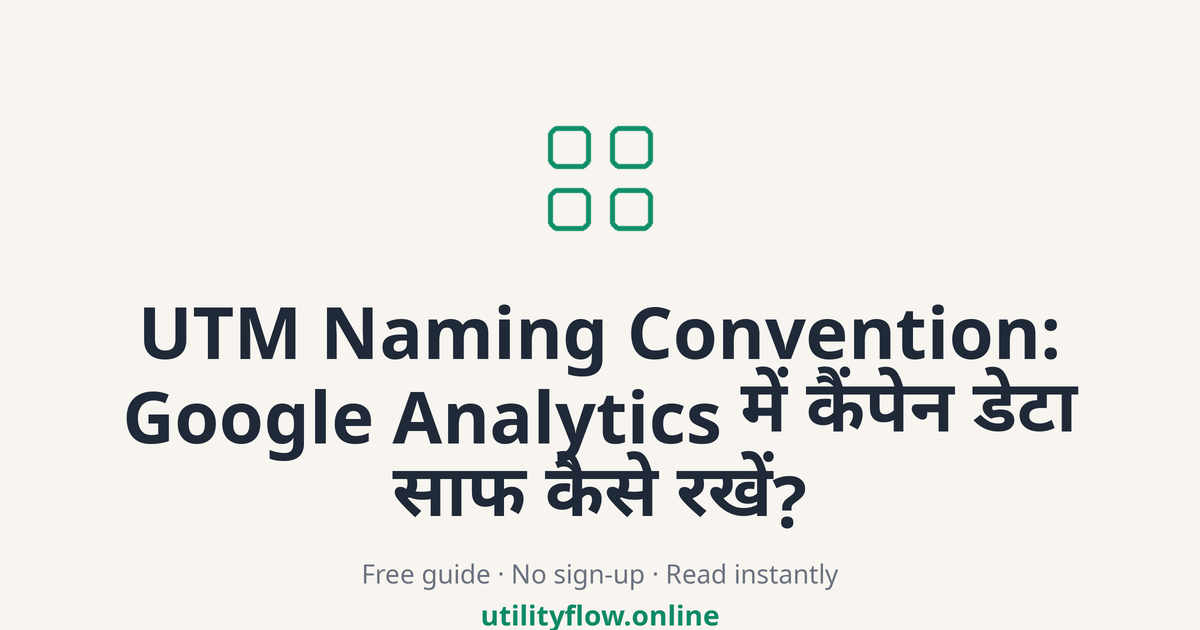 UTM Naming Convention:
Google Analytics में कैंपेन डेटा
साफ कैसे रखें?
Free guide · No sign-up · Read instantly
utilityflow.online